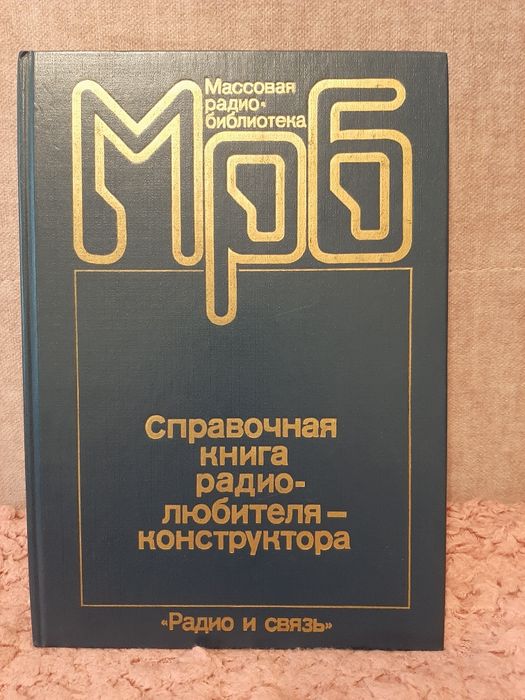 Массовая
радио-
библиотека
Мрб
Справочная
книга
радио-
любителя–
конструктора
«Радио и связь»